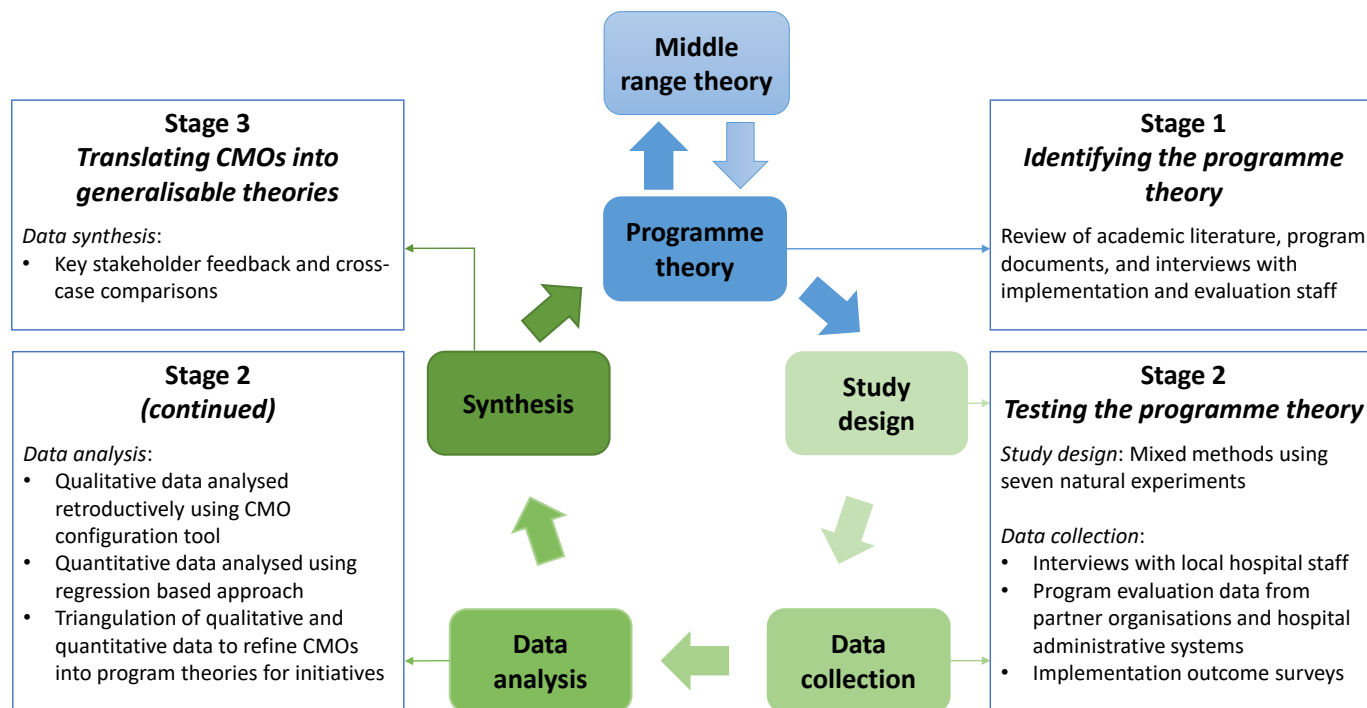 Middle
range theory
Stage 3
Translating CMOs into
generalisable theories
Data synthesis:
• Key stakeholder feedback and cross-
case comparisons
Programme
theory
Stage 1
Identifying the programme
theory
Review of academic literature, program
documents, and interviews with
implementation and evaluation staff
Synthesis
Study
design
Stage 2
(continued)
Data analysis:
• Qualitative data analysed
retroductively using CMO
configuration tool
• Quantitative data analysed using
regression based approach
• Triangulation of qualitative and
quantitative data to refine CMOs
into program theories for initiatives
Stage 2
Testing the programme theory
Study design: Mixed methods using
seven natural experiments
Data collection:
• Interviews with local hospital staff
• Program evaluation data from
partner organisations and hospital
administrative systems
• Implementation outcome surveys
Data
analysis
Data
collection